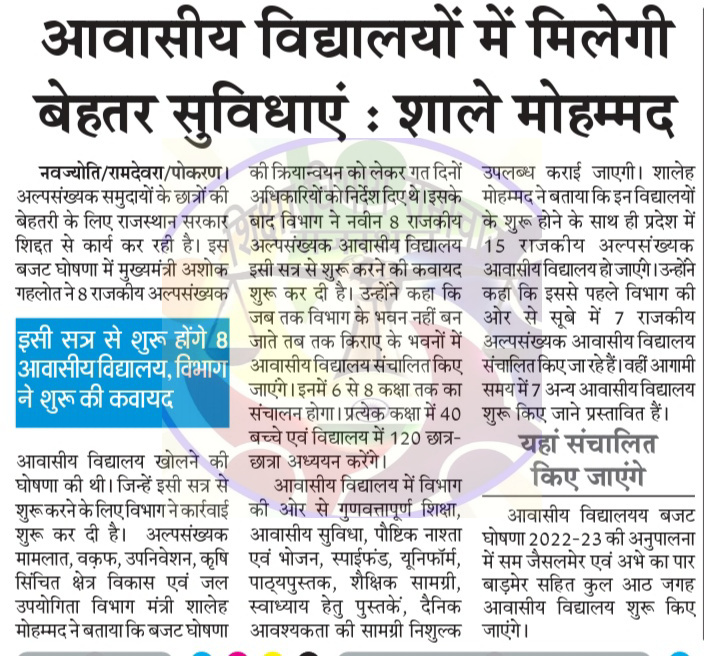 आवासीय विद्यालयों में मिलेगी
बेहतर सुविधाएं : शाले मोहम्मद
नवज्योति/रामदेवरा/पोकरण।
अल्पसंख्यक समुदायों के छात्रों की
बेहतरी के लिए राजस्थान सरकार
शिद्दत से कार्य कर रही है। इस
बजट घोषणा में मुख्यमंत्री अशोक
गहलोत ने 8 राजकीय अल्पसंख्यक
इसी सत्र से शुरू होंगे 8
आवासीय विद्यालय, विभाग
ने शुरू की कवायद
आवासीय विद्यालय खोलने की
घोषणा की थी। जिन्हें इसी सत्र से
शुरू करने के लिए विभाग ने कार्रवाई
शुरू कर दी है। अल्पसंख्यक
मामलात, वक़फ, उपनिवेशन, कृषि
सिंचित क्षेत्र विकास एवं जल
उपयोगिता विभाग मंत्री शालेह
मोहम्मद ने बताया कि बजट घोषणा
की क्रियान्वयन को लेकर गत दिनों
अधिकारियों को निर्देश दिए थे। इसके
बाद विभाग ने नवीन 8 राजकीय
अल्पसंख्यक आवासीय विद्यालय
इसी सत्र से शुरू करने की कवायद
शुरू कर दी है। उन्होंने कहा कि
जब तक विभाग के भवन नहीं बन
जाते तब तक किराए के भवनों में
आवासीय विद्यालय संचालित किए
जाएंगे। इनमें 6 से 8 कक्षा तक का
संचालन होगा। प्रत्येक कक्षा में 40
बच्चे एवं विद्यालय में 120 छात्र-
छात्रा अध्ययन करेंगे।
आवासीय विद्यालय में विभाग
की ओर से गुणवत्तापूर्ण शिक्षा,
आवासीय सुविधा, पौष्टिक नाश्ता
एवं भोजन, स्पाईफंड, यूनिफॉर्म,
पाठ्यपुस्तक, शैक्षिक सामग्री,
स्वाध्याय हेतु पुस्तकें, दैनिक
आवश्यकता की सामग्री निशुल्क
उपलब्ध कराई जाएगी। शालेह
मोहम्मद ने बताया कि इन विद्यालयों
के शुरू होने के साथ ही प्रदेश में
15 राजकीय अल्पसंख्यक
आवासीय विद्यालय हो जाएंगे। उन्होंने
कहा कि इससे पहले विभाग की
ओर से सूबे में 7 राजकीय
अल्पसंख्यक आवासीय विद्यालय
संचालित किए जा रहे हैं। वहीं आगामी
समय में 7 अन्य आवासीय विद्यालय
शुरू किए जाने प्रस्तावित हैं।
यहां संचालित
किए जाएंगे
आवासीय विद्यालयय बजट
घोषणा 2022-23 की अनुपालना
में सम जैसलमेर एवं अभे का पार
बाड़मेर सहित कुल आठ जगह
आवासीय विद्यालय शुरू किए
जाएंगे।